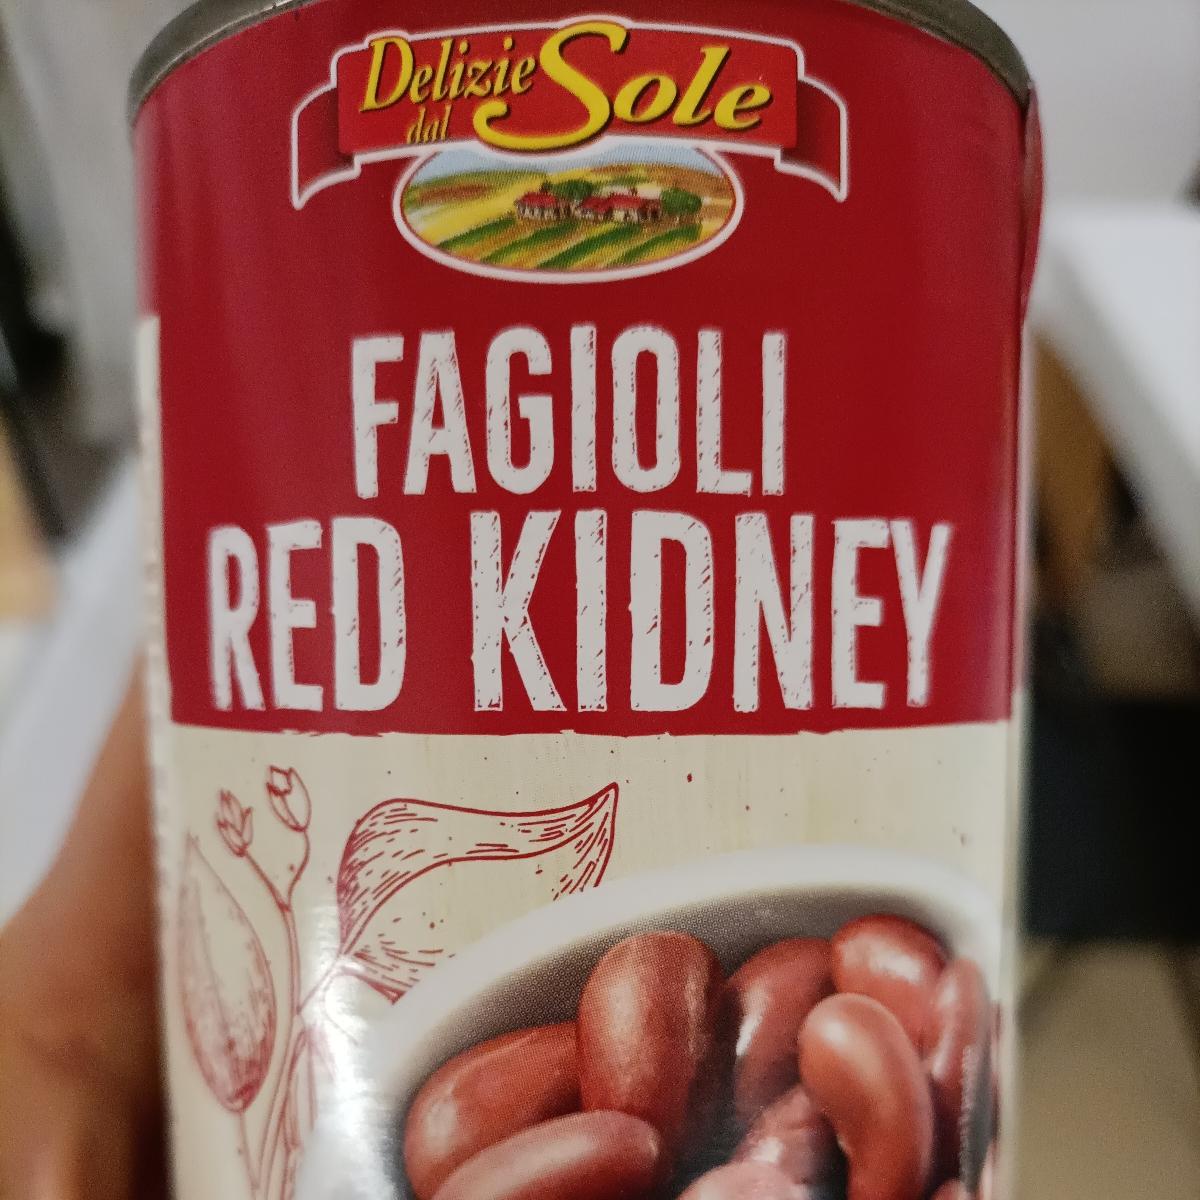 Delizie
dal Sole
FAGIOLI
RED KIDNEY